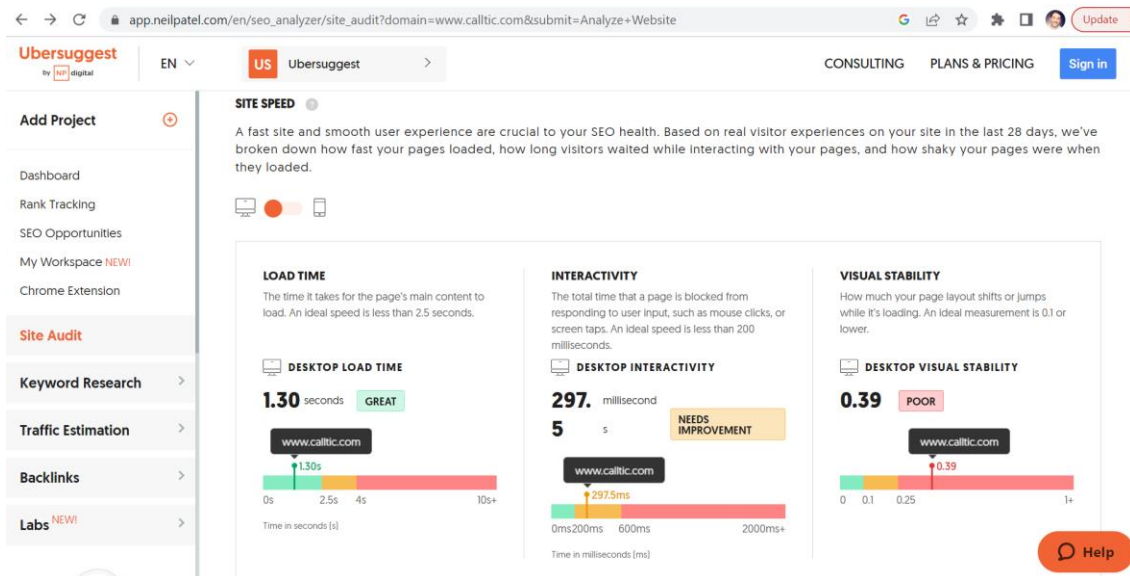 app.neilpatel.com/en/seo_analyzer/site_audit?domain=www.calltic.com&submit=Analyze+Website
Update
Ubersuggest
by NP digital
EN
US Ubersuggest
CONSULTING
PLANS & PRICING
Sign in
Add Project
Dashboard
Rank Tracking
SEO Opportunities
My Workspace NEW!
Chrome Extension
Site Audit
Keyword Research
Traffic Estimation
Backlinks
Labs NEW!
SITE SPEED
A fast site and smooth user experience are crucial to your SEO health. Based on real visitor experiences on your site in the last 28 days, we've
broken down how fast your pages loaded, how long visitors waited while interacting with your pages, and how shaky your pages were when
they loaded.
LOAD TIME
The time it takes for the page's main content to
load. An ideal speed is less than 2.5 seconds.
DESKTOP LOAD TIME
1.30 seconds GREAT
www.calltic.com
1.30s
0s 2.5s 4s 10s+
Time in seconds [s]
INTERACTIVITY
The total time that a page is blocked from
responding to user input, such as mouse clicks, or
screen taps. An ideal speed is less than 200
milliseconds.
DESKTOP INTERACTIVITY
297. millisecond
5 s
NEEDS
IMPROVEMENT
www.calltic.com
297.5ms
0ms 200ms 600ms 2000ms+
Time in milliseconds [ms]
VISUAL STABILITY
How much your page layout shifts or jumps
while it's loading. An ideal measurement is 0.1 or
lower.
DESKTOP VISUAL STABILITY
0.39 POOR
www.calltic.com
0.39
0 0.1 0.25 1+
Help